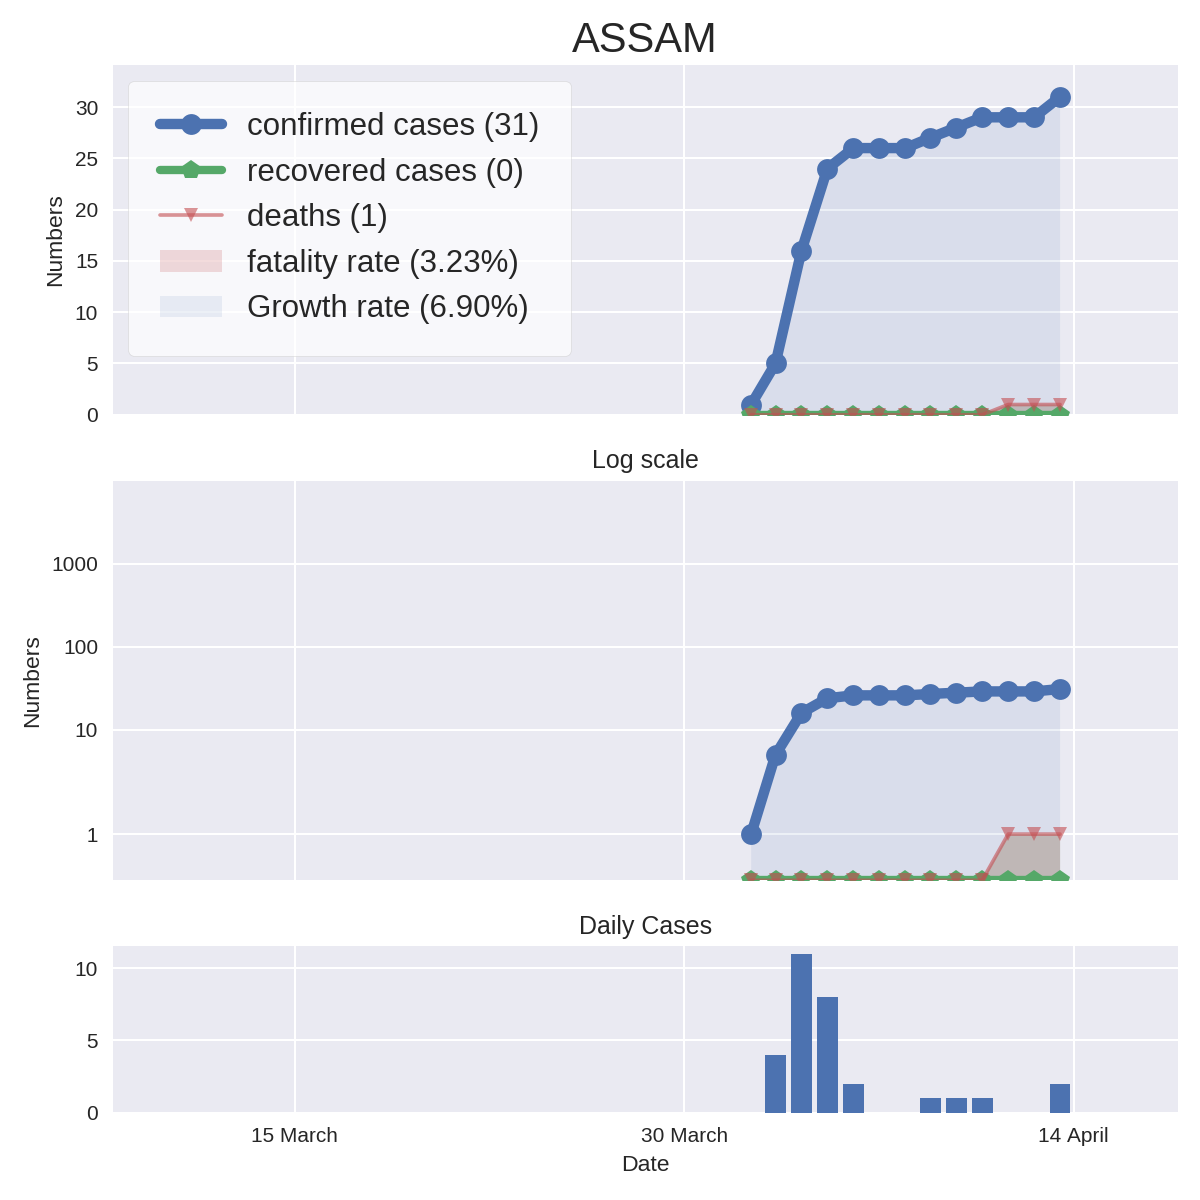 ASSAM
30
25
20
15
10
5
0
Numbers
confirmed cases (31)
recovered cases (0)
deaths (1)
fatality rate (3.23%)
Growth rate (6.90%)
Log scale
1000
100
10
1
Numbers
Daily Cases
10
5
0
15 March
30 March
14 April
Date